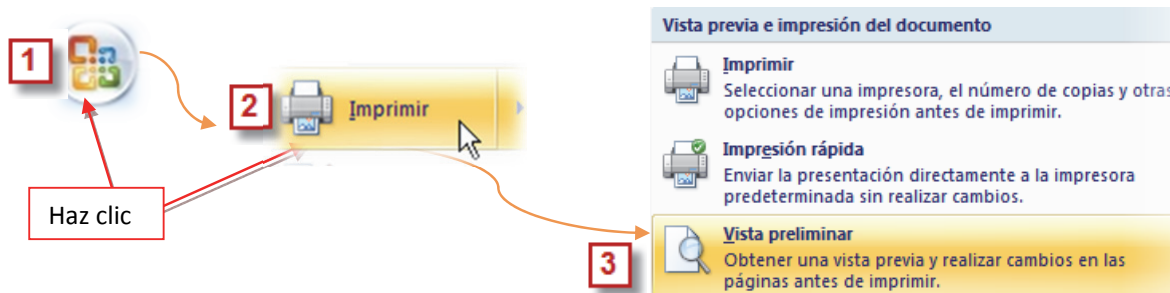 1
2
Imprimir
Haz clic
Vista previa e impresión del documento
Imprimir
Seleccionar una impresora, el número de copias y otras
opciones de impresión antes de imprimir.
Impresión rápida
Enviar la presentación directamente a la impresora
predeterminada sin realizar cambios.
3
Vista preliminar
Obtener una vista previa y realizar cambios en las
páginas antes de imprimir.